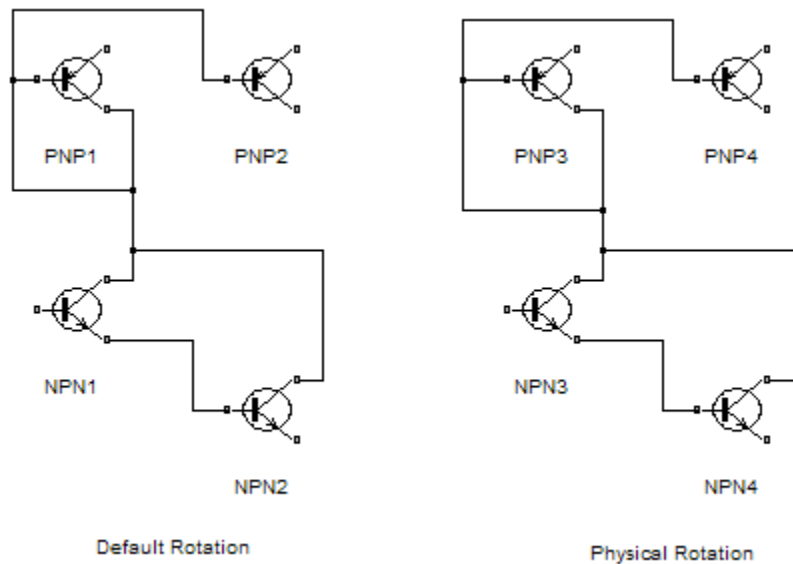 PNP1
PNP2
PNP3
PNP4
NPN1
NPN3
NPN2
NPN4
Default Rotation
Physical Rotation